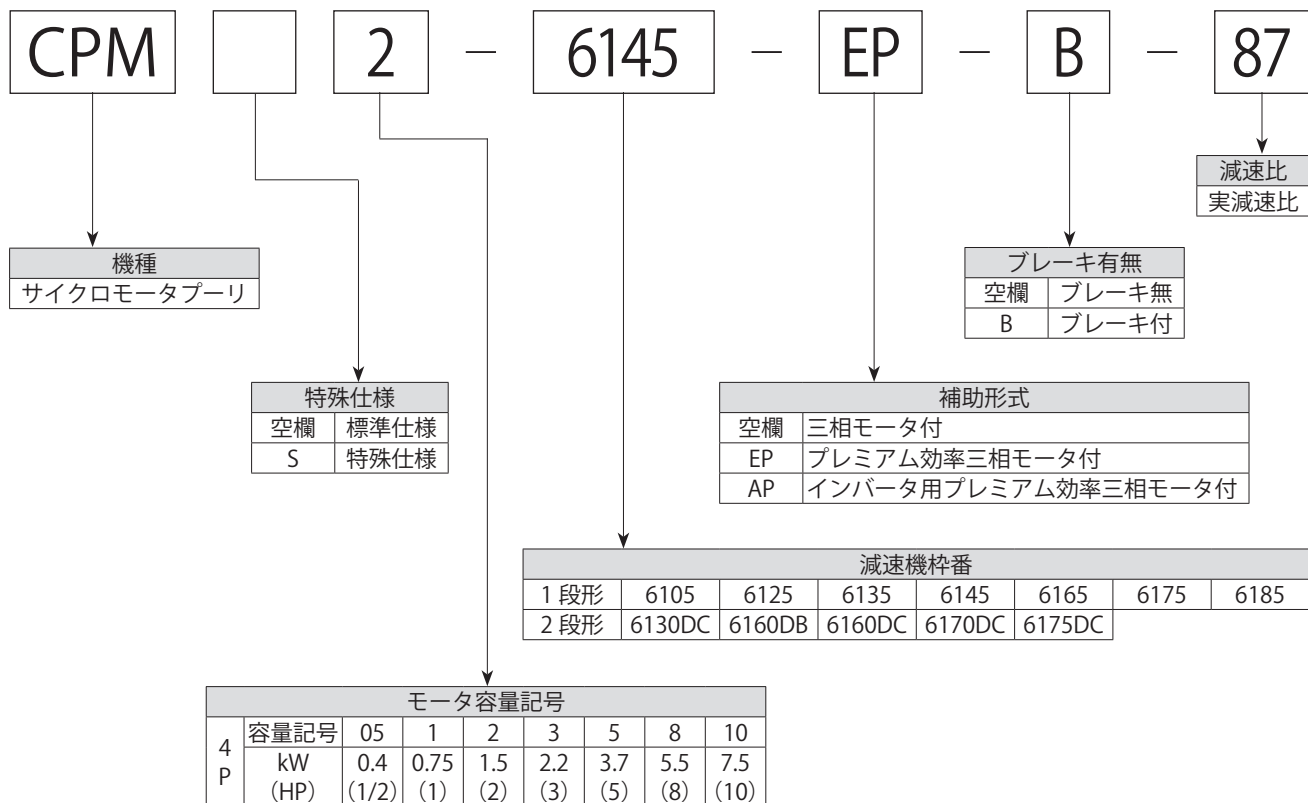 CPM 2 − 6145 − EP − B − 87
減速比
実減速比
機種
サイクロモータプーリ
ブレーキ有無
空欄 ブレーキ無
B ブレーキ付
特殊仕様
空欄 標準仕様
S 特殊仕様
補助形式
空欄 三相モータ付
EP プレミアム効率三相モータ付
AP インバータ用プレミアム効率三相モータ付
減速機枠番
1 段形 6105 6125 6135 6145 6165 6175 6185
2 段形 6130DC 6160DB 6160DC 6170DC 6175DC
モータ容量記号
4P 容量記号 05 1 2 3 5 8 10
kW 0.4 0.75 1.5 2.2 3.7 5.5 7.5
(HP) (1/2) (1) (2) (3) (5) (8) (10)